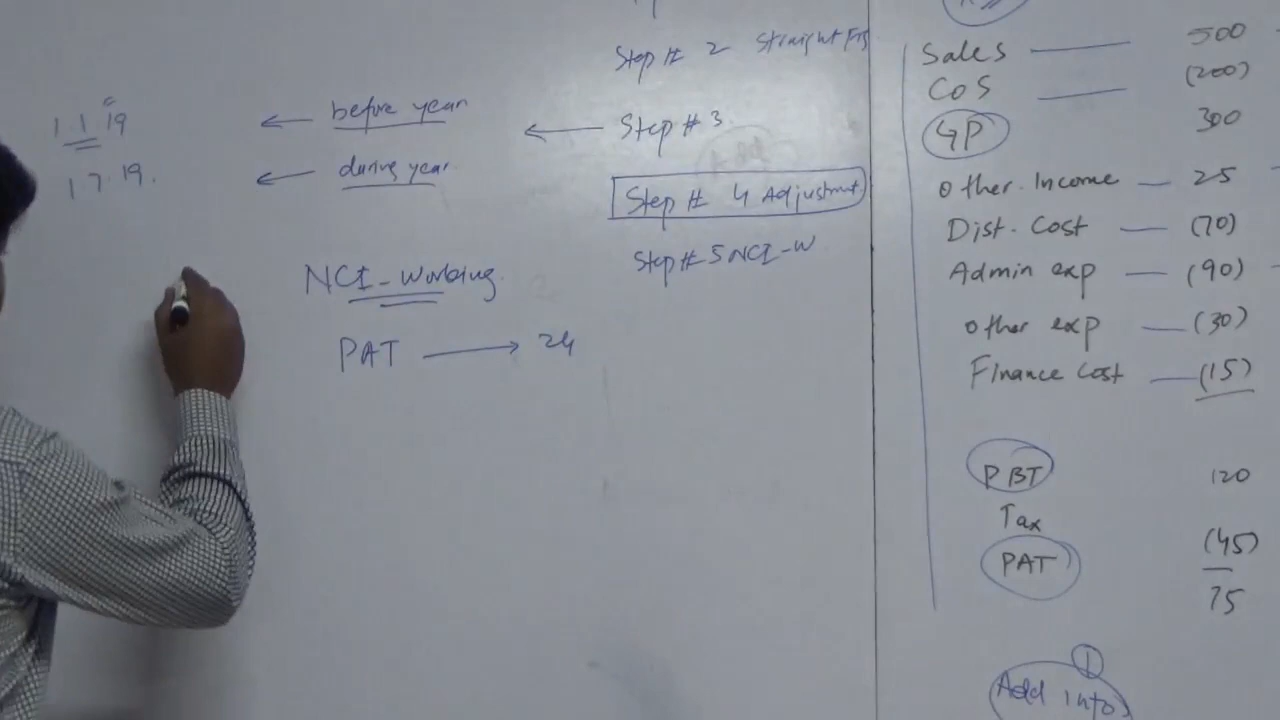 Step # 2 Straight Fig
1.1.19 ← before year ← Step # 3
1.7.19. ← during year
Step # 4 Adjustment
Step # 5 NCI-W
NCI-Working.
PAT → 24
Sales — 500
COS — (200)
GP 300
Other. Income — 25
Dist. Cost — (70)
Admin exp — (90)
other exp — (30)
Finance cost — (15)
PBT 120
Tax (45)
PAT 75
1
Add Infos